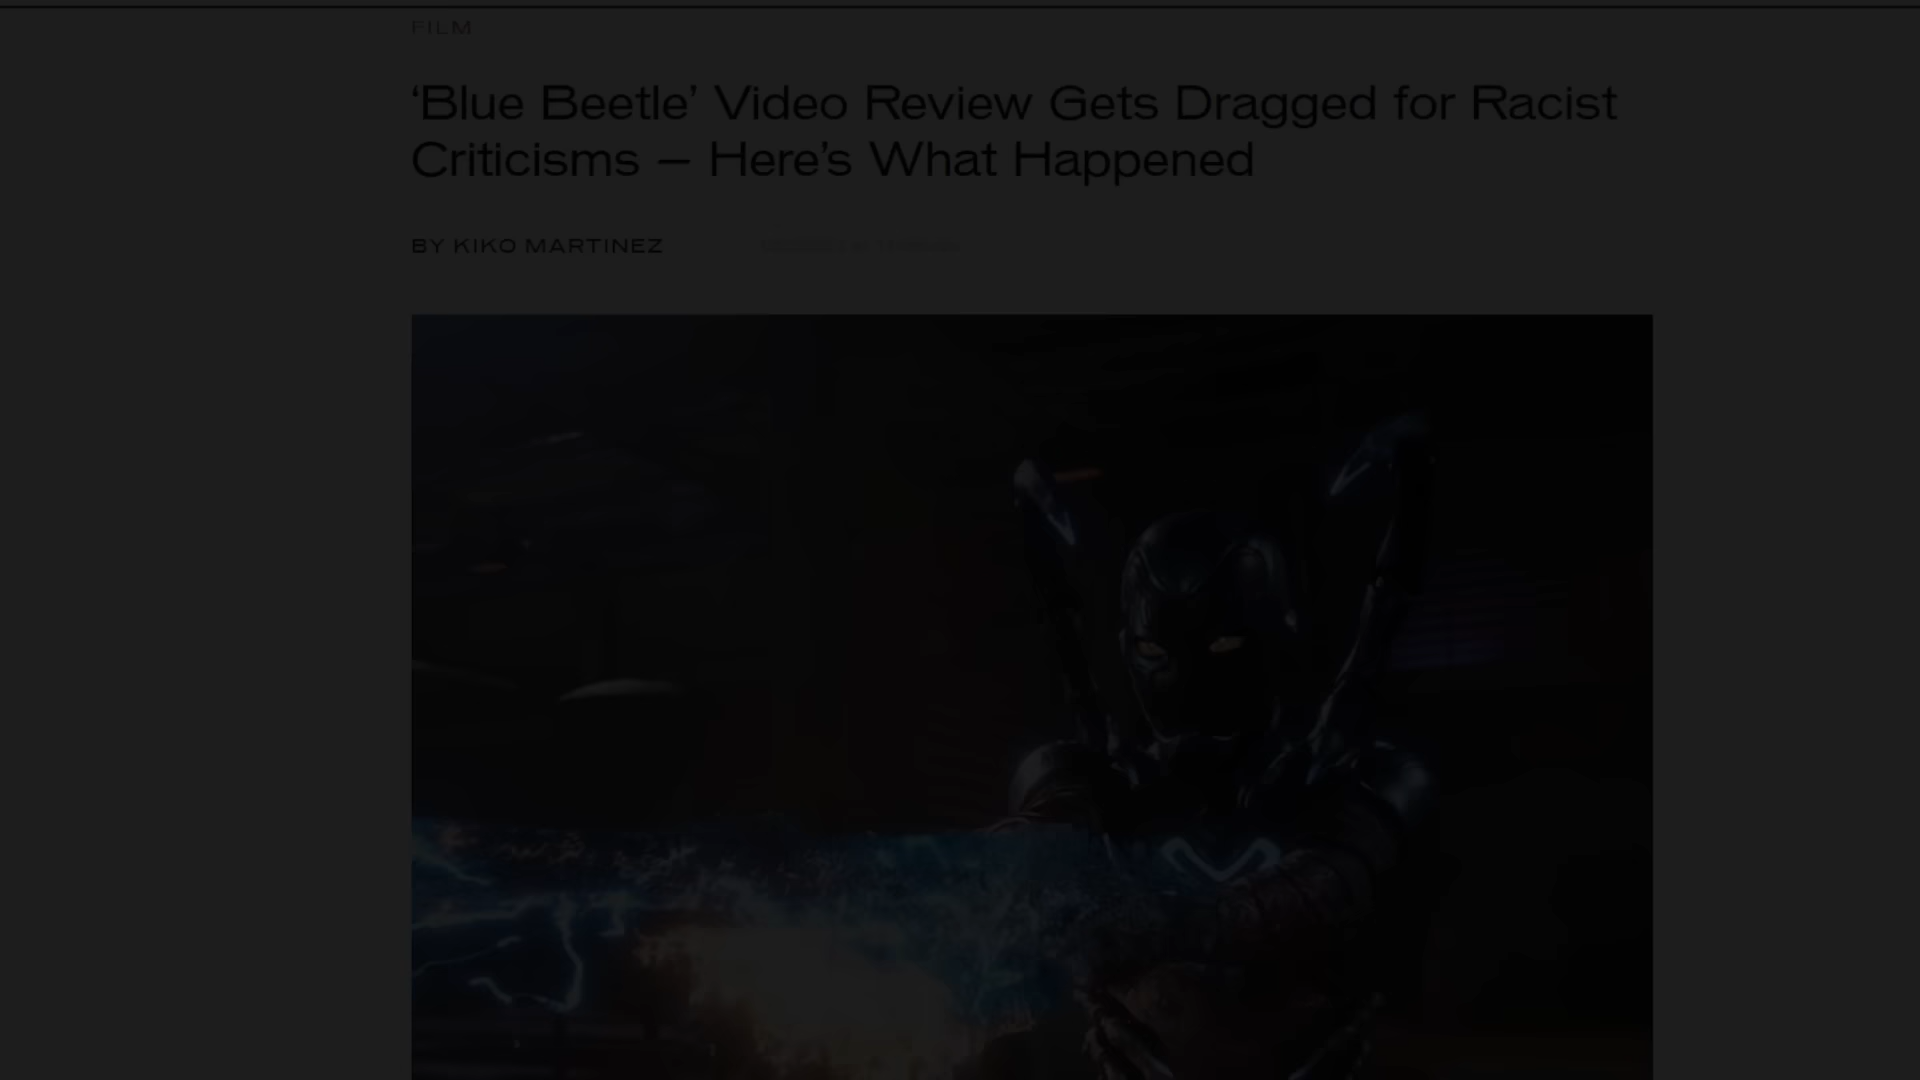 FILM
‘Blue Beetle’ Video Review Gets Dragged for Racist
Criticisms — Here’s What Happened
BY KIKO MARTINEZ